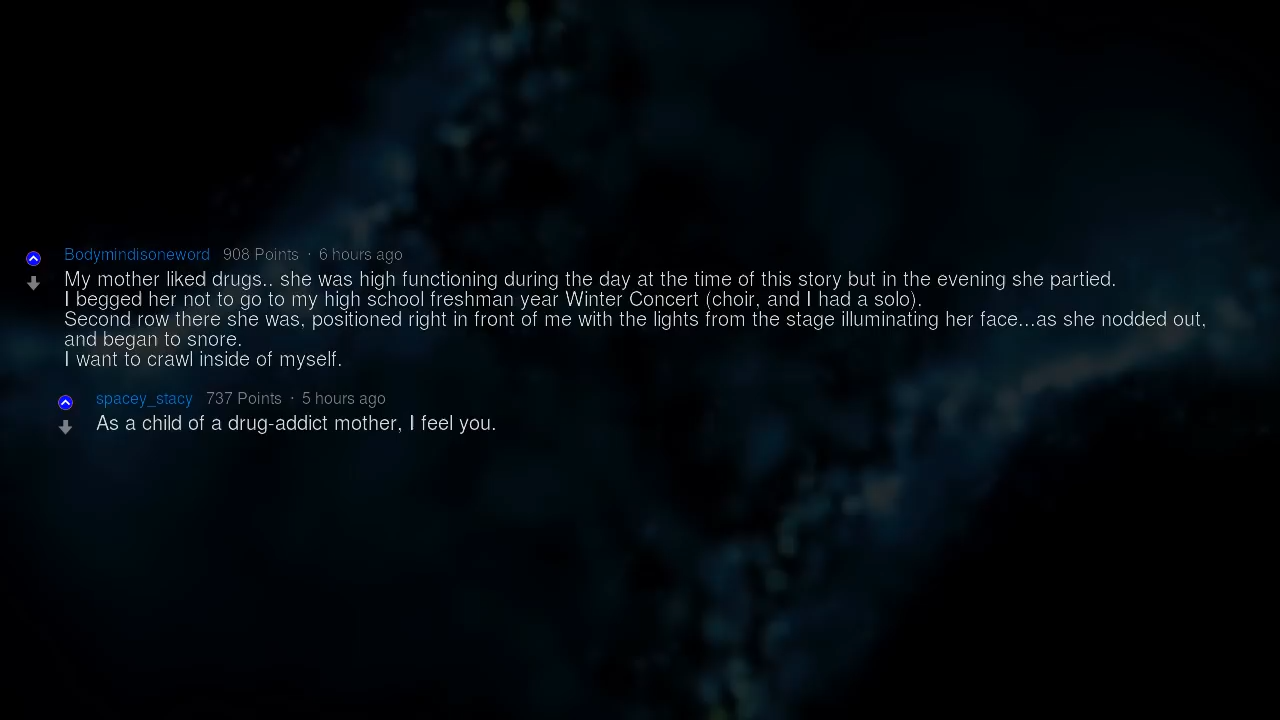 Bodymindisoneword 908 Points · 6 hours ago
My mother liked drugs.. she was high functioning during the day at the time of this story but in the evening she partied.
I begged her not to go to my high school freshman year Winter Concert (choir, and I had a solo).
Second row there she was, positioned right in front of me with the lights from the stage illuminating her face...as she nodded out,
and began to snore.
I want to crawl inside of myself.
spacey_stacy 737 Points · 5 hours ago
As a child of a drug-addict mother, I feel you.